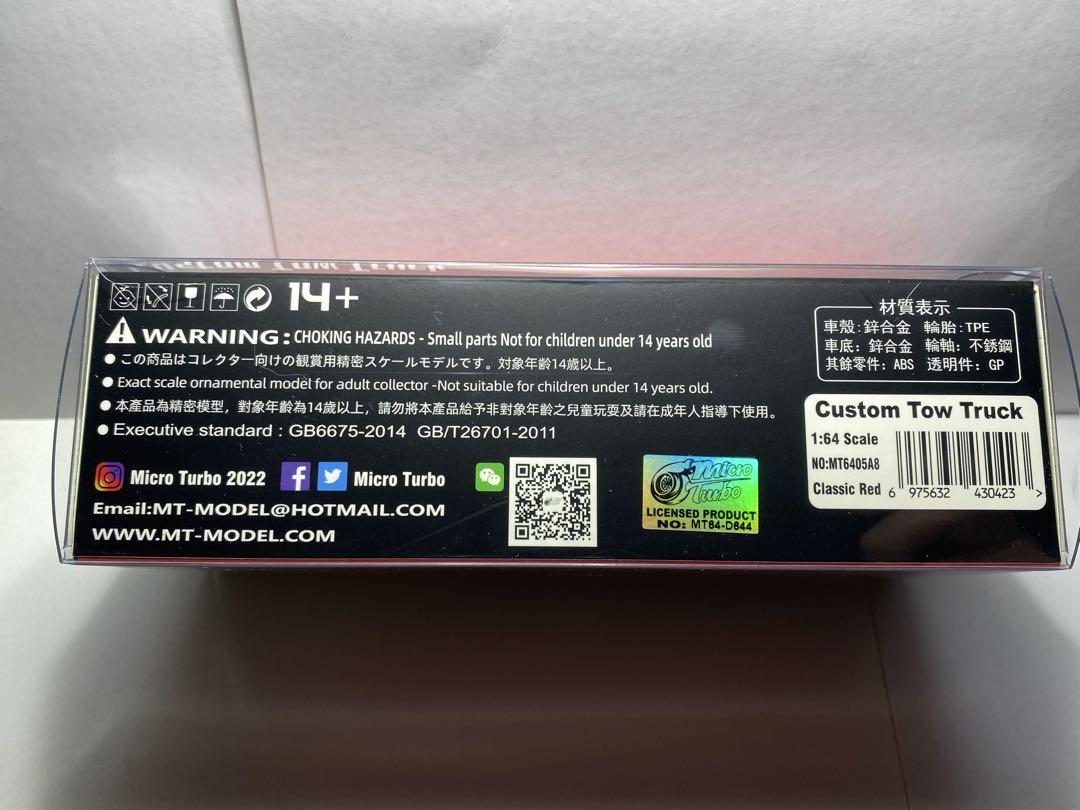 Custom Tow Truck
14+
WARNING:CHOKING HAZARDS - Small parts Not for children under 14 years old
●この商品はコレクター向けの観賞用精密スケールモデルです。対象年齢14歳以上。
●Exact scale ornamental model for adult collector -Not suitable for children under 14 years old.
●本產品為精密模型，對象年齡為14歲以上，請勿將本產品給予非對象年齡之兒童玩耍及請在成年人指導下使用。
●Executive standard : GB6675-2014 GB/T26701-2011
Micro Turbo 2022 Micro Turbo
Email:MT-MODEL@HOTMAIL.COM
WWW.MT-MODEL.COM
Micro
Turbo
LICENSED PRODUCT
NO: MT64-D644
材質表示
車殼:鋅合金 輪胎:TPE
車底:鋅合金 輪軸:不銹鋼
其餘零件:ABS 透明件:GP
Custom Tow Truck
1:64 Scale
NO:MT6405A8
Classic Red
6 975632 430423 >